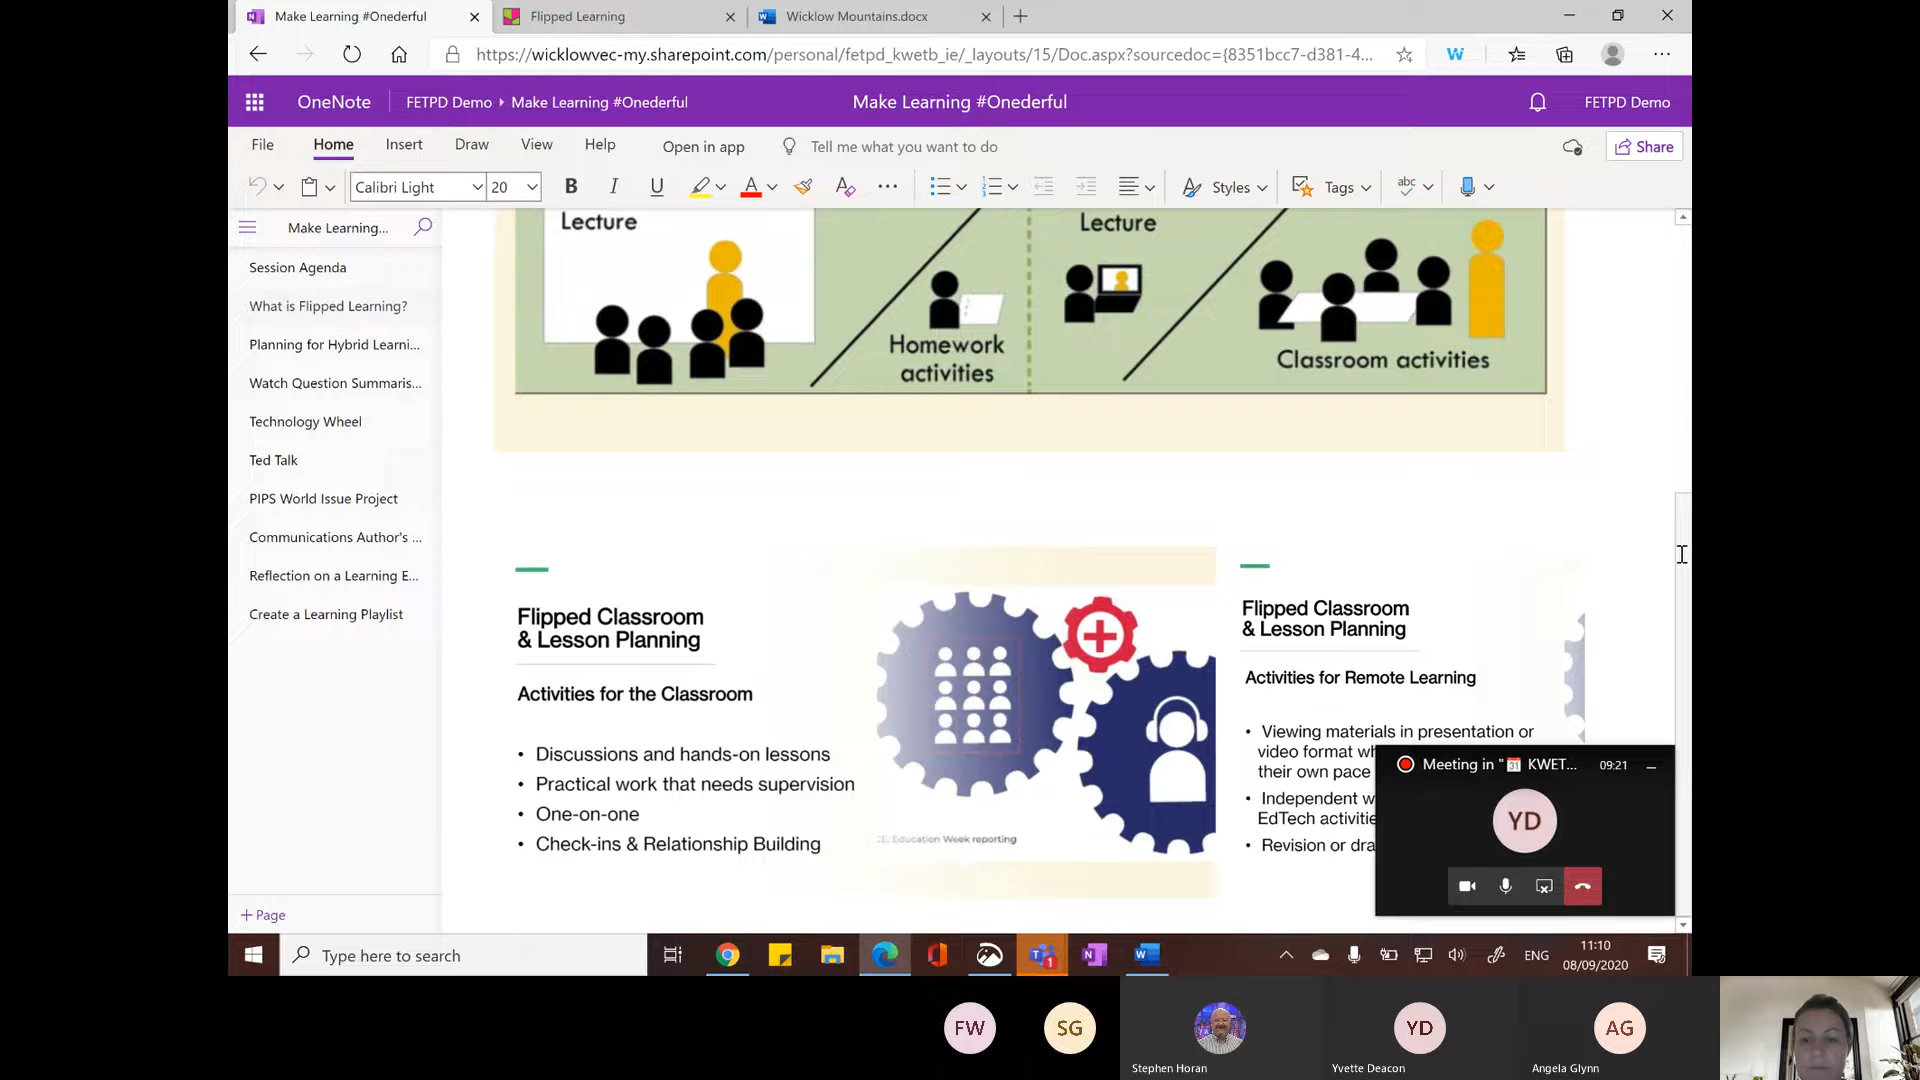 Make Learning #Onederful
Flipped Learning
Wicklow Mountains.docx
https://wicklowvec-my.sharepoint.com/personal/fetpd_kwetb_ie/_layouts/15/Doc.aspx?sourcedoc={8351bcc7-d381-4...
OneNote
FETPD Demo › Make Learning #Onederful
Make Learning #Onederful
FETPD Demo
File Home Insert Draw View Help Open in app Tell me what you want to do
Share
Calibri Light 20 B I U A A ... Styles Tags abc
Make Learning...
Session Agenda
What is Flipped Learning?
Planning for Hybrid Learni...
Watch Question Summaris...
Technology Wheel
Ted Talk
PIPS World Issue Project
Communications Author's ...
Reflection on a Learning E...
Create a Learning Playlist
+ Page
Lecture
Homework
activities
Lecture
Classroom activities
Flipped Classroom
& Lesson Planning
Activities for the Classroom
• Discussions and hands-on lessons
• Practical work that needs supervision
• One-on-one
• Check-ins & Relationship Building
Education Week reporting
Flipped Classroom
& Lesson Planning
Activities for Remote Learning
• Viewing materials in presentation or
video format
their own pace
• Independent
EdTech
• Revision or
Meeting in "31 KWET... 09:21
YD
Type here to search
W
N
1
ENG
11:10
08/09/2020
FW
SG
Stephen Horan
YD
Yvette Deacon
AG
Angela Glynn